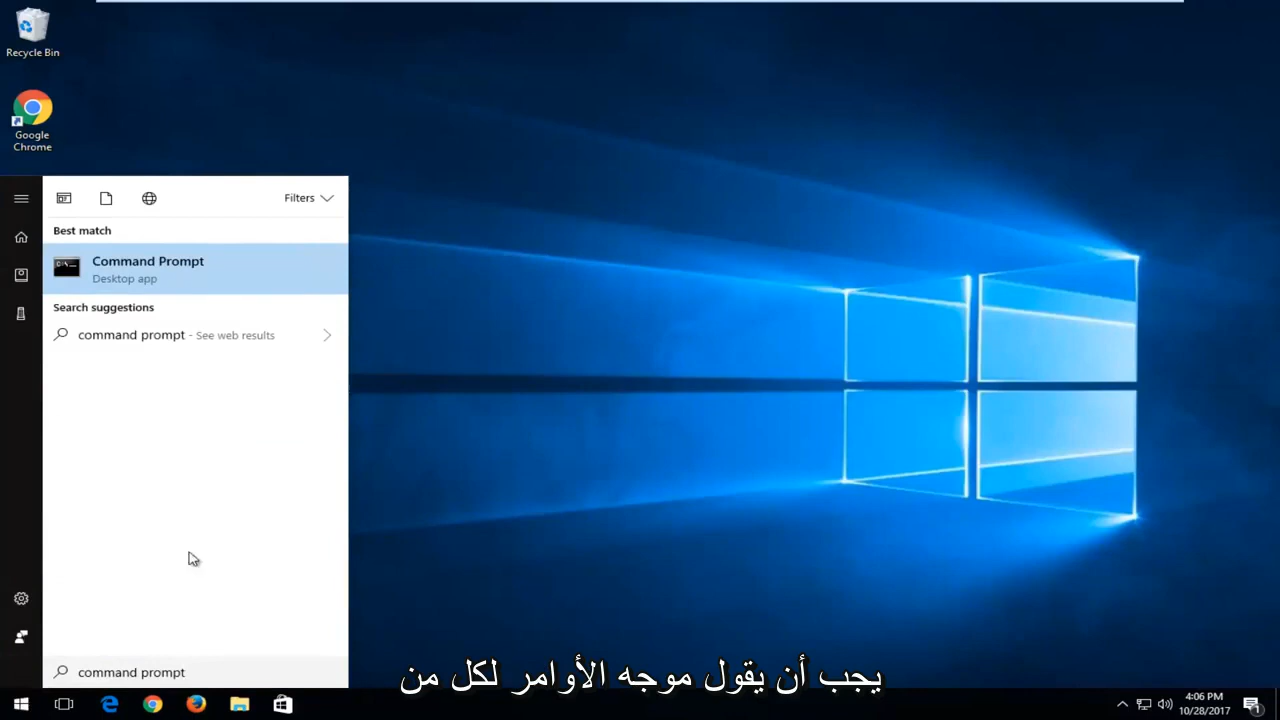 Recycle Bin
Google
Chrome
Filters
Best match
Command Prompt
Desktop app
Search suggestions
command prompt - See web results
command prompt
يجب أن يقول موجه الأوامر لكل من
4:06 PM
10/28/2017
1